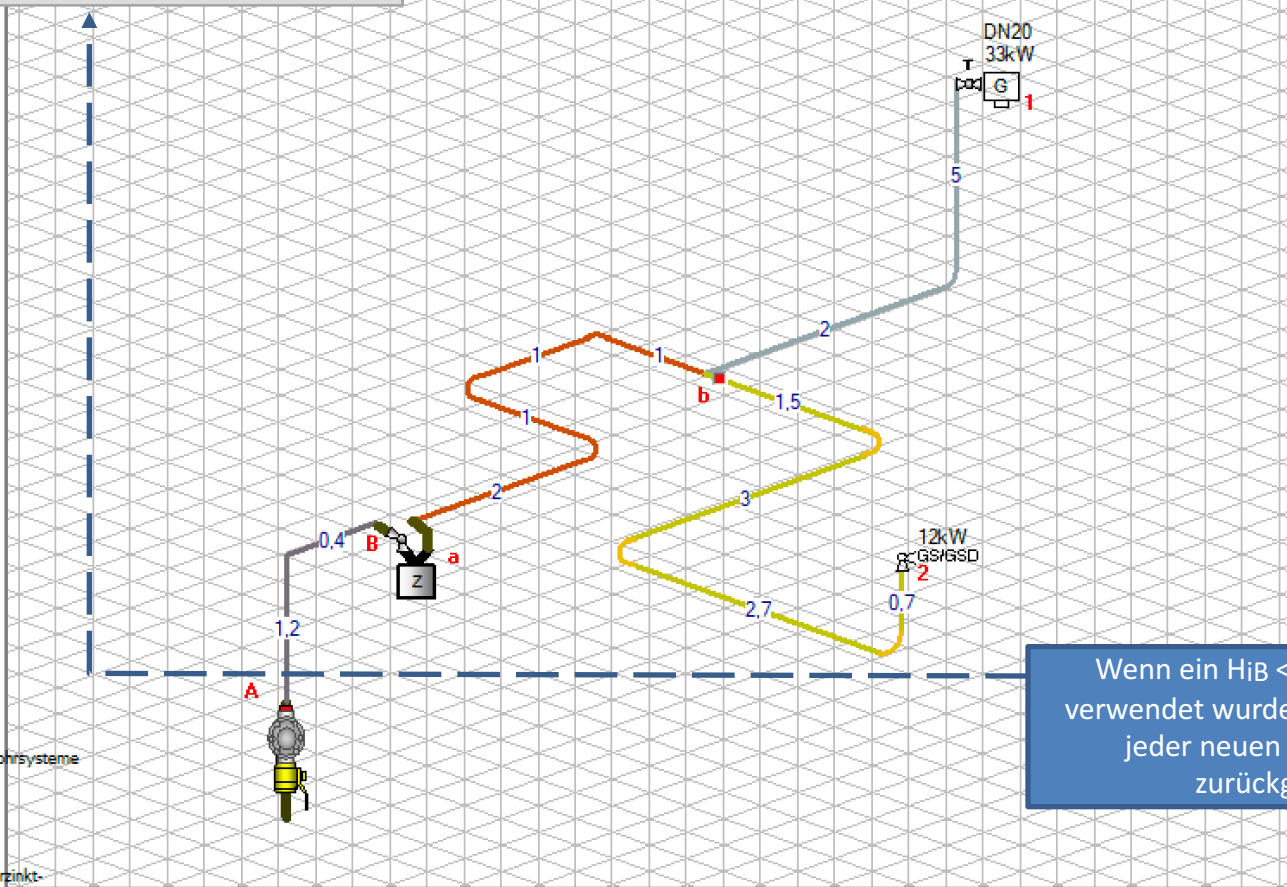 DN20
33kW
T
G
1
5
2
1
1
b
1,5
1
3
2
0,4
B
a
Z
12kW
GS/GSD
2
0,7
2,7
1,2
A
Wenn ein HiB <
verwendet wurde
jeder neuen
zurückg
ohrsysteme
rzinkt-